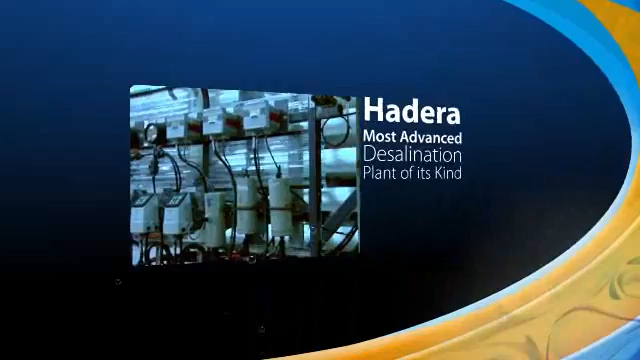 Hadera
Most Advanced
Desalination
Plant of its Kind